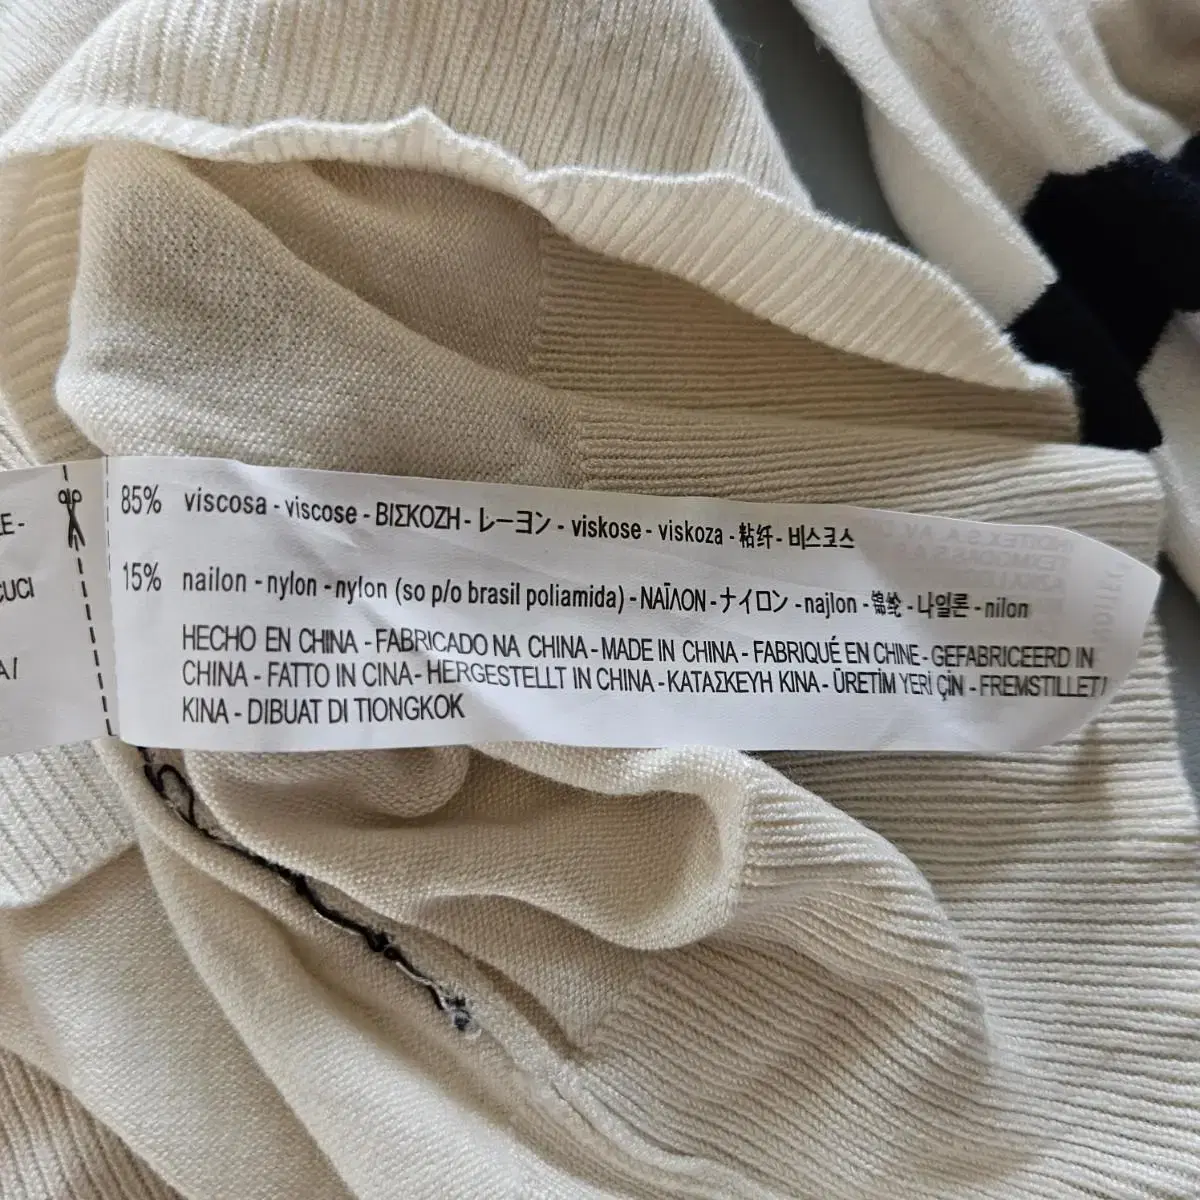 85% viscosa - viscose - ΒΙΣΚΟΖΗ - レーヨン - viskose - viskoza - 粘纤 - 비스코스
15% nailon - nylon - nylon (so p/o brasil poliamida) - ΝΑΪΛΟΝ - ナイロン - najlon - 锦纶 - 나일론 - nilon
HECHO EN CHINA - FABRICADO NA CHINA - MADE IN CHINA - FABRIQUÉ EN CHINE - GEFABRICEERD IN
CHINA - FATTO IN CINA - HERGESTELLT IN CHINA - ΚΑΤΑΣΚΕΥΗ ΚΙΝΑ - ÜRETİM YERİ ÇİN - FREMSTILLET I
KINA - DIBUAT DI TIONGKOK